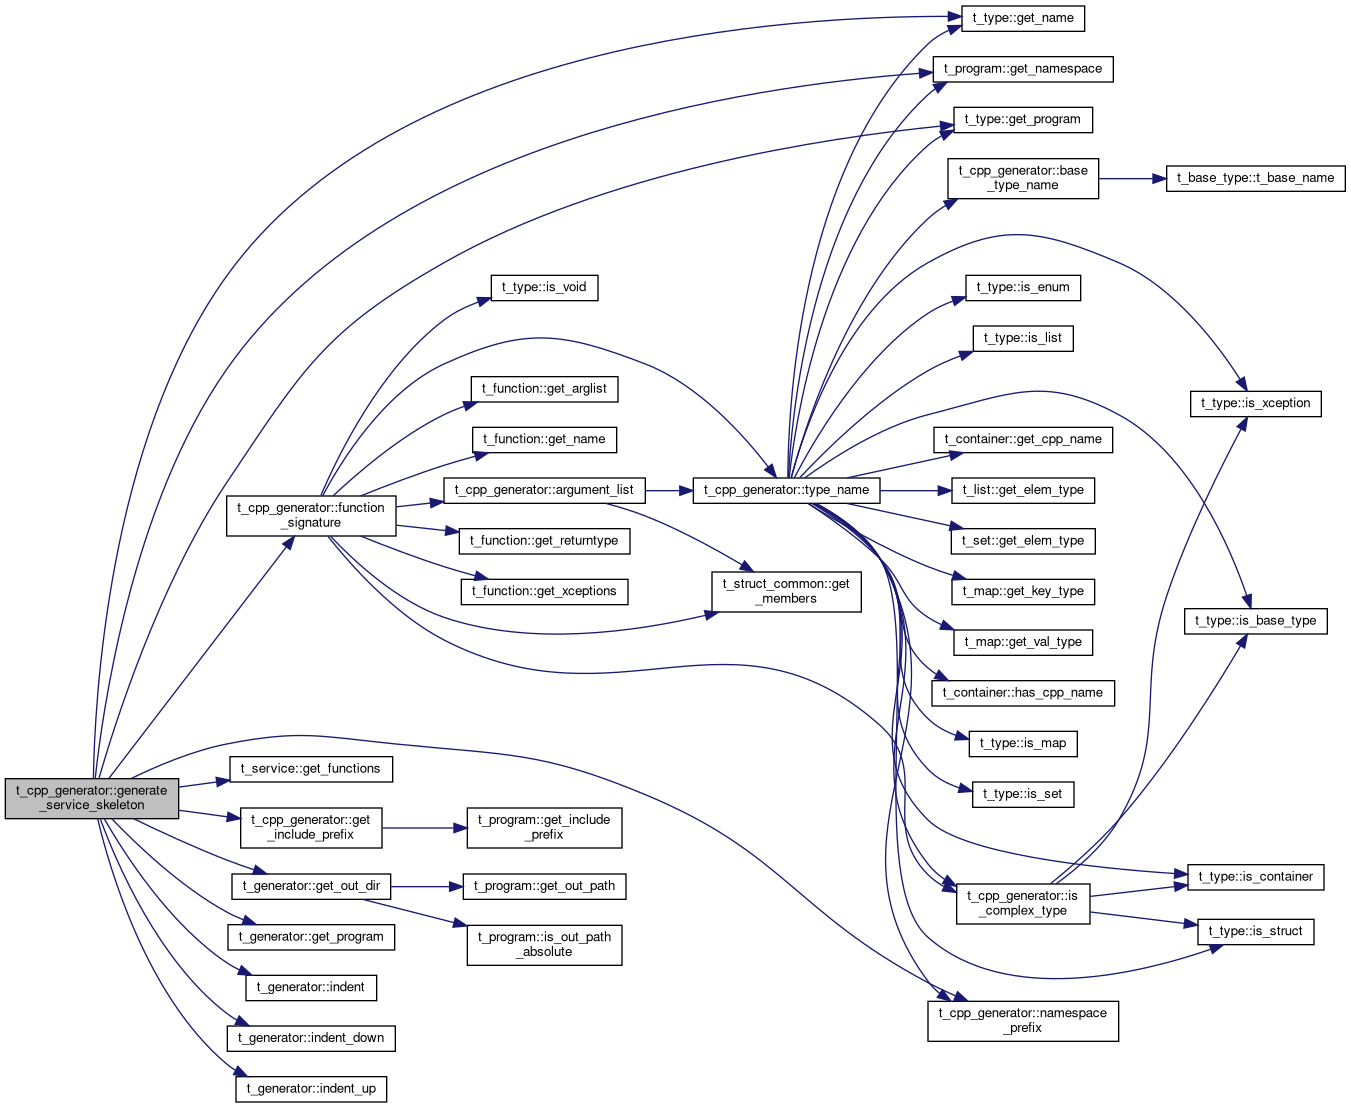 t_type::get_name
t_program::get_namespace
t_type::get_program
t_cpp_generator::base
_type_name
t_base_type::t_base_name
t_type::is_void
t_type::is_enum
t_type::is_list
t_function::get_arglist
t_type::is_xception
t_function::get_name
t_container::get_cpp_name
t_cpp_generator::function
_signature
t_cpp_generator::argument_list
t_cpp_generator::type_name
t_list::get_elem_type
t_function::get_returntype
t_set::get_elem_type
t_function::get_xceptions
t_struct_common::get
_members
t_map::get_key_type
t_type::is_base_type
t_map::get_val_type
t_container::has_cpp_name
t_type::is_map
t_cpp_generator::generate
_service_skeleton
t_service::get_functions
t_type::is_set
t_cpp_generator::get
_include_prefix
t_program::get_include
_prefix
t_generator::get_out_dir
t_program::get_out_path
t_cpp_generator::is
_complex_type
t_type::is_container
t_generator::get_program
t_program::is_out_path
_absolute
t_type::is_struct
t_generator::indent
t_cpp_generator::namespace
_prefix
t_generator::indent_down
t_generator::indent_up